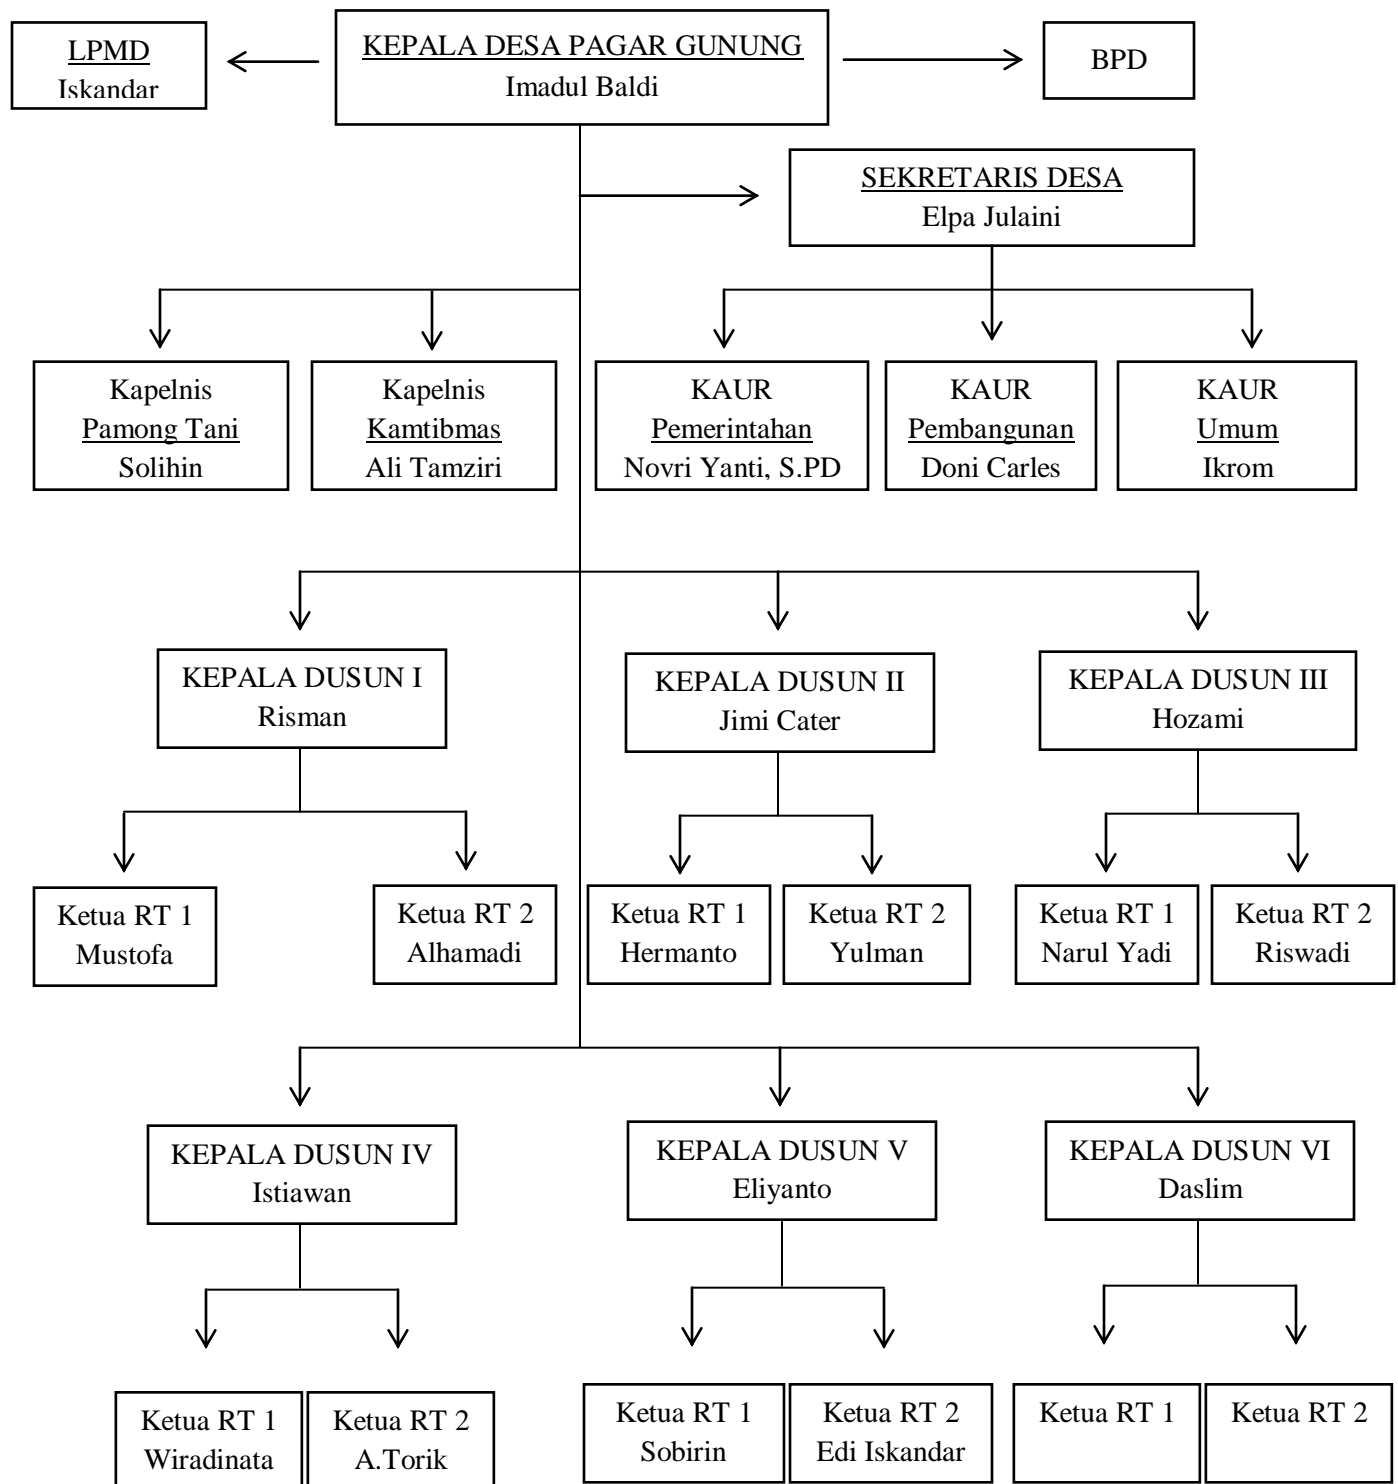 LPMD
Iskandar
KEPALA DESA PAGAR GUNUNG
Imadul Baldi
BPD
SEKRETARIS DESA
Elpa Julaini
Kapelnis
Pamong Tani
Solihin
Kapelnis
Kamtibmas
Ali Tamziri
KAUR
Pemerintahan
Novri Yanti, S.PD
KAUR
Pembangunan
Doni Carles
KAUR
Umum
Ikrom
KEPALA DUSUN I
Risman
KEPALA DUSUN II
Jimi Cater
KEPALA DUSUN III
Hozami
Ketua RT 1
Mustofa
Ketua RT 2
Alhamadi
Ketua RT 1
Hermanto
Ketua RT 2
Yulman
Ketua RT 1
Narul Yadi
Ketua RT 2
Riswadi
KEPALA DUSUN IV
Istiawan
KEPALA DUSUN V
Eliyanto
KEPALA DUSUN VI
Daslim
Ketua RT 1
Wiradinata
Ketua RT 2
A.Torik
Ketua RT 1
Sobirin
Ketua RT 2
Edi Iskandar
Ketua RT 1
Ketua RT 2